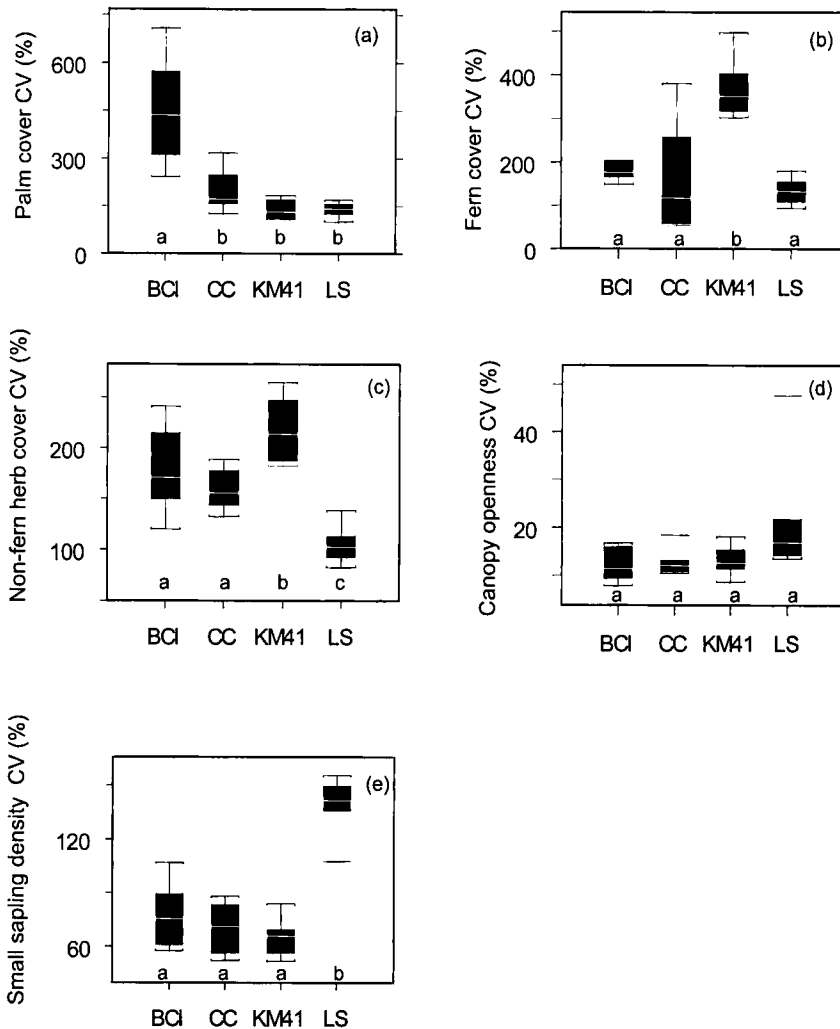 (a)
Palm cover CV (%)
600
300
0
a b b b
BCI CC KM41 LS
(b)
Fern cover CV (%)
400
200
0
a a b a
BCI CC KM41 LS
(c)
Non-fern herb cover CV (%)
200
100
a a b c
BCI CC KM41 LS
(d)
Canopy openness CV (%)
40
20
a a a a
BCI CC KM41 LS
(e)
Small sapling density CV (%)
120
60
a a a b
BCI CC KM41 LS